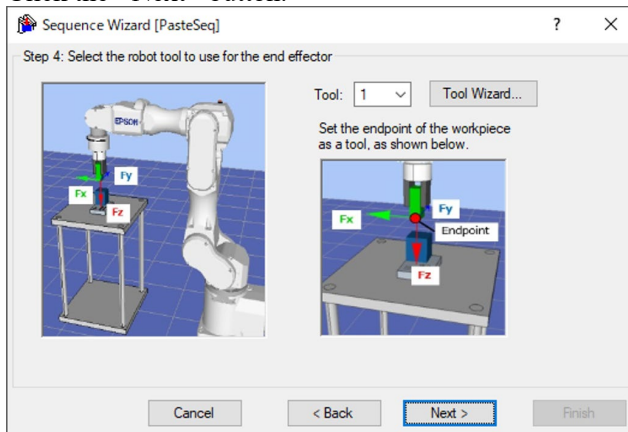 Sequence Wizard [PasteSeq]
Step 4: Select the robot tool to use for the end effector
Tool: 1 Tool Wizard...
Set the endpoint of the workpiece
as a tool, as shown below.
EPSON
Fx Fy
Fz
Fx Fy
Endpoint
Fz
Cancel < Back Next > Finish